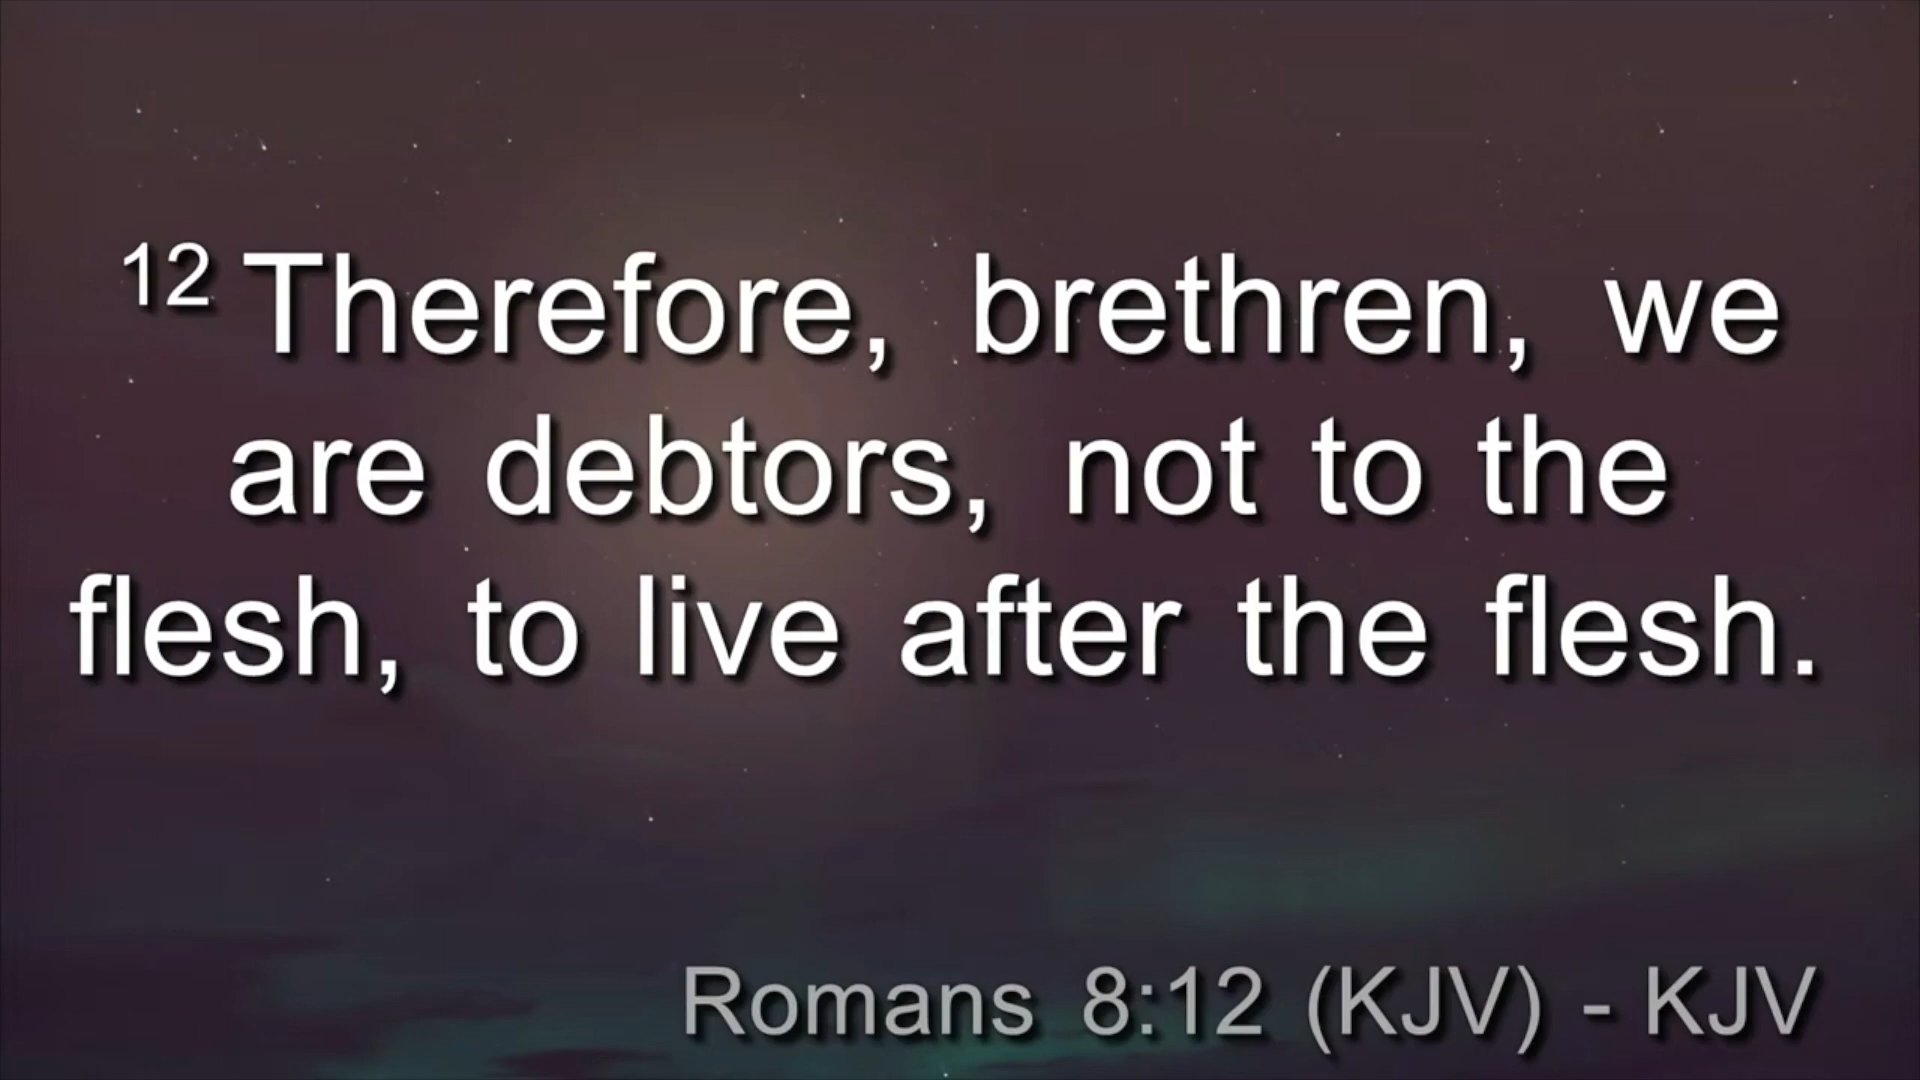 12 Therefore, brethren, we
are debtors, not to the
flesh, to live after the flesh.
Romans 8:12 (KJV) - KJV